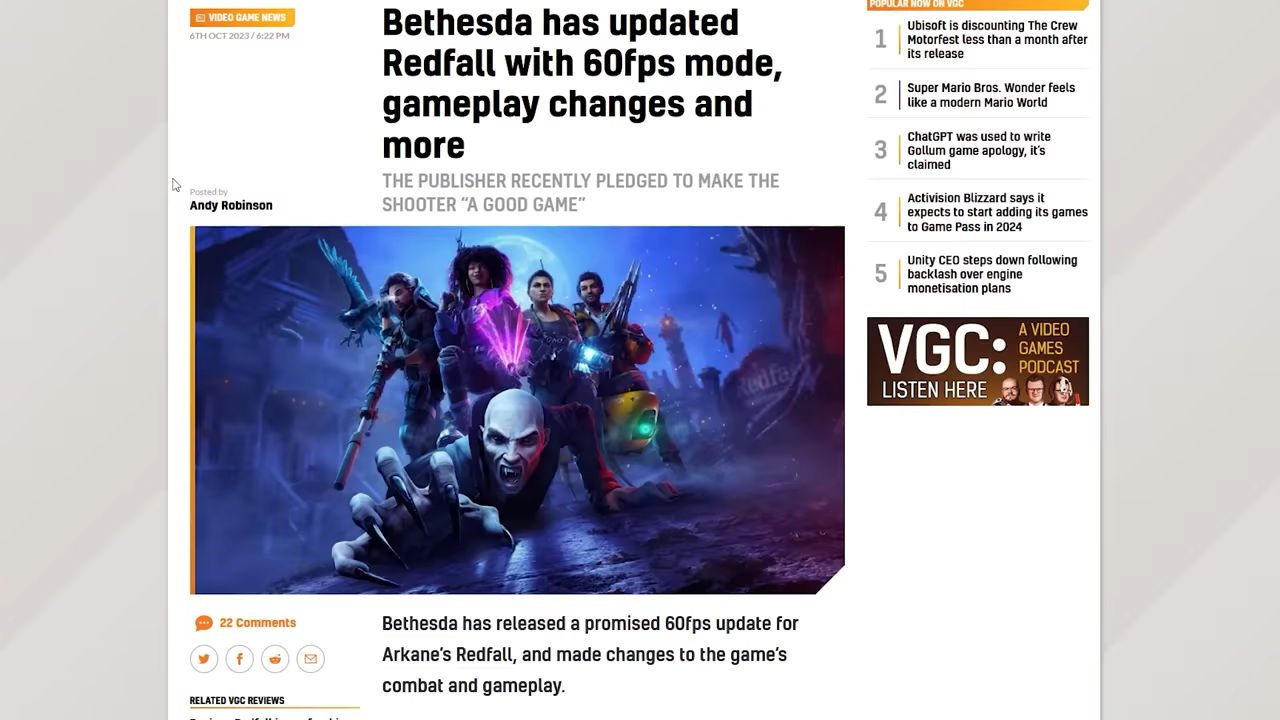 VIDEO GAME NEWS
6TH OCT 2023 / 6:22 PM
Posted by
Andy Robinson
Bethesda has updated
Redfall with 60fps mode,
gameplay changes and
more
THE PUBLISHER RECENTLY PLEDGED TO MAKE THE
SHOOTER “A GOOD GAME”
22 Comments
RELATED VGC REVIEWS
Bethesda has released a promised 60fps update for
Arkane’s Redfall, and made changes to the game’s
combat and gameplay.
POPULAR NOW ON VGC
1
Ubisoft is discounting The Crew
Motorfest less than a month after
its release
2
Super Mario Bros. Wonder feels
like a modern Mario World
3
ChatGPT was used to write
Gollum game apology, it’s
claimed
4
Activision Blizzard says it
expects to start adding its games
to Game Pass in 2024
5
Unity CEO steps down following
backlash over engine
monetisation plans
VGC:
A VIDEO
GAMES
PODCAST
LISTEN HERE